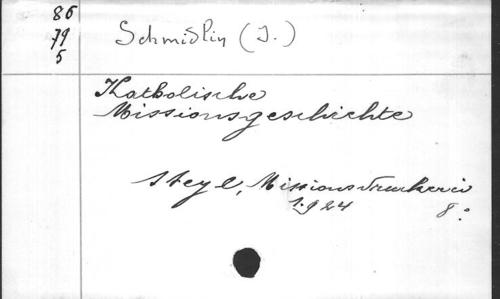 86
79
5
Schmidlin (J.)
Katholische
Missionsgeschichte
Steyl, Missionsdruckerei
1924 8°